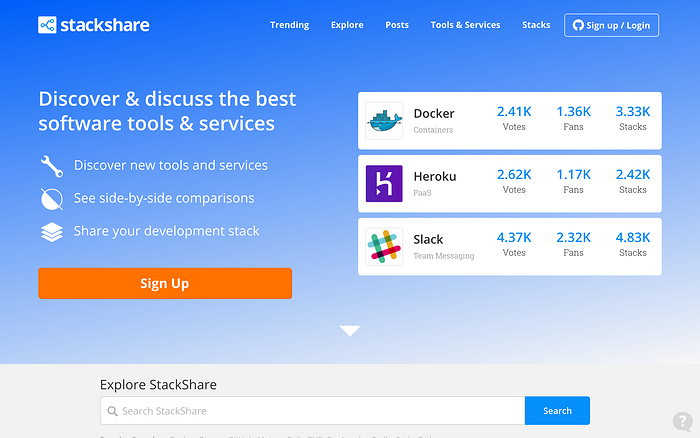 stackshare
Trending Explore Posts Tools & Services Stacks Sign up / Login
Discover & discuss the best
software tools & services
Discover new tools and services
See side-by-side comparisons
Share your development stack
Sign Up
Docker
Containers
2.41K 1.36K 3.33K
Votes Fans Stacks
Heroku
PaaS
2.62K 1.17K 2.42K
Votes Fans Stacks
Slack
Team Messaging
4.37K 2.32K 4.83K
Votes Fans Stacks
Explore StackShare
Search StackShare
Search
?